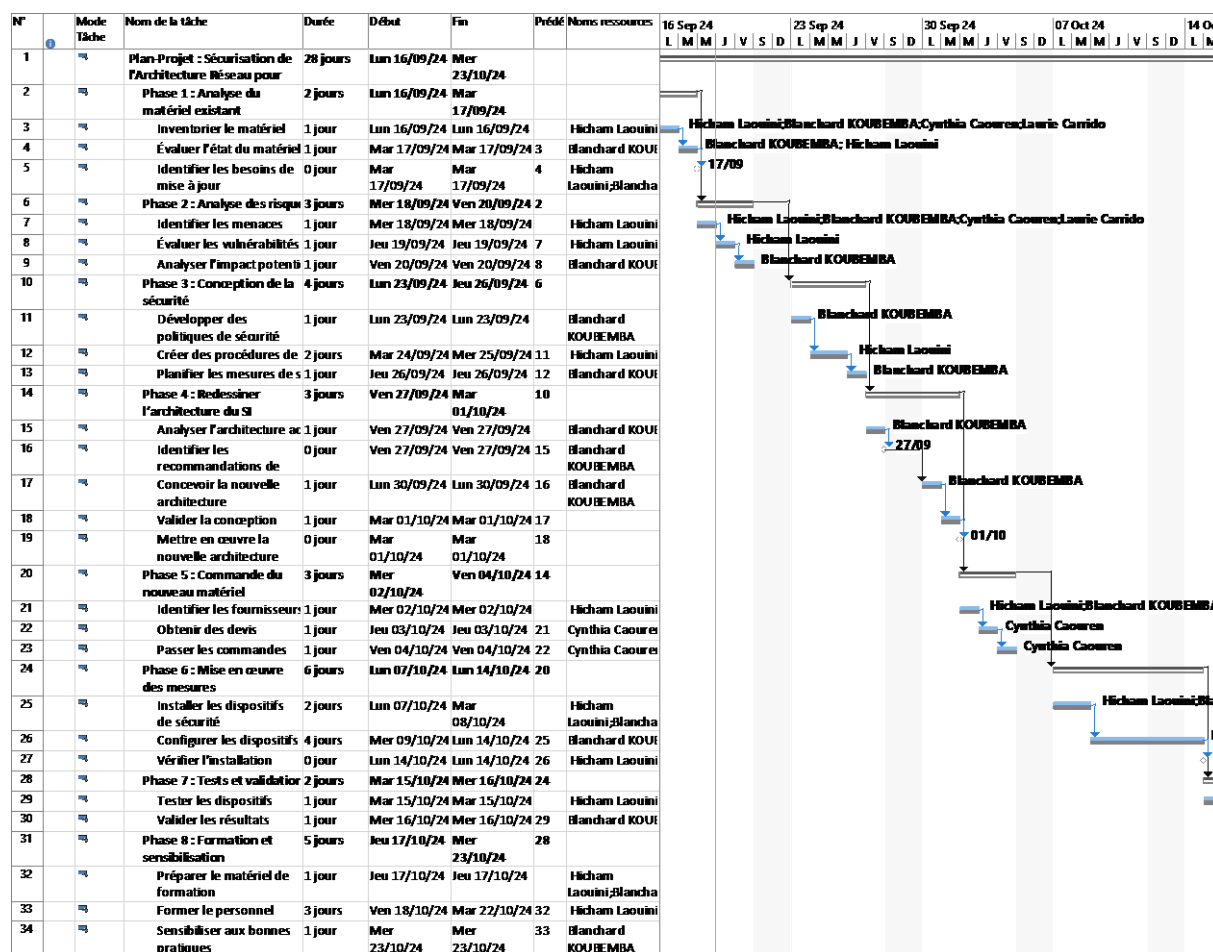 N° Mode Tâche Nom de la tâche Durée Début Fin Prédé Noms ressources
16 Sep 24 23 Sep 24 30 Sep 24 07 Oct 24 14 O
L M M J V S D L M M J V S D L M M J V S D L M M J V S D L M
1 Plan-Projet : Sécurisation de 28 jours Lun 16/09/24 Mer
l'Architecture Réseau pour 23/10/24
2 Phase 1 : Analyse du 2 jours Lun 16/09/24 Mar
matériel existant 17/09/24
3 Inventorier le matériel 1 jour Lun 16/09/24 Lun 16/09/24 Hicham Laouini
Hicham Laouini;Blanchard KOUBEMBA;Cynthia Caouren;Laurie Carrido
4 Évaluer l'état du matériel 1 jour Mar 17/09/24 Mar 17/09/24 3 Blanchard KOUE
Blanchard KOUBEMBA; Hicham Laouini
5 Identifier les besoins de 0 jour Mar Mar 4 Hicham
mise à jour 17/09/24 17/09/24 Laouini;Blancha
17/09
6 Phase 2 : Analyse des risque 3 jours Mer 18/09/24 Ven 20/09/24 2
7 Identifier les menaces 1 jour Mer 18/09/24 Mer 18/09/24 Hicham Laouini
Hicham Laouini;Blanchard KOUBEMBA;Cynthia Caouren;Laurie Carrido
8 Évaluer les vulnérabilités 1 jour Jeu 19/09/24 Jeu 19/09/24 7 Hicham Laouini
Hicham Laouini
9 Analyser l'impact potenti 1 jour Ven 20/09/24 Ven 20/09/24 8 Blanchard KOUE
Blanchard KOUBEMBA
10 Phase 3 : Conception de la 4 jours Lun 23/09/24 Jeu 26/09/24 6
sécurité
11 Développer des 1 jour Lun 23/09/24 Lun 23/09/24 Blanchard
politiques de sécurité KOUBEMBA
Blanchard KOUBEMBA
12 Créer des procédures de 2 jours Mar 24/09/24 Mer 25/09/24 11 Hicham Laouini
Hicham Laouini
13 Planifier les mesures de s 1 jour Jeu 26/09/24 Jeu 26/09/24 12 Blanchard KOUE
Blanchard KOUBEMBA
14 Phase 4 : Redessiner 3 jours Ven 27/09/24 Mar 10
l'architecture du SI 01/10/24
15 Analyser l'architecture ac 1 jour Ven 27/09/24 Ven 27/09/24 Blanchard KOUE
Blanchard KOUBEMBA
16 Identifier les 0 jour Ven 27/09/24 Ven 27/09/24 15 Blanchard
recommandations de KOUBEMBA
27/09
17 Concevoir la nouvelle 1 jour Lun 30/09/24 Lun 30/09/24 16 Blanchard
architecture KOUBEMBA
Blanchard KOUBEMBA
18 Valider la conception 1 jour Mar 01/10/24 Mar 01/10/24 17
19 Mettre en œuvre la 0 jour Mar Mar 18
nouvelle architecture 01/10/24 01/10/24
01/10
20 Phase 5 : Commande du 3 jours Mer Ven 04/10/24 14
nouveau matériel 02/10/24
21 Identifier les fournisseurs 1 jour Mer 02/10/24 Mer 02/10/24 Hicham Laouini
Hicham Laouini;Blanchard KOUBEMBA
22 Obtenir des devis 1 jour Jeu 03/10/24 Jeu 03/10/24 21 Cynthia Caouren
Cynthia Caouren
23 Passer les commandes 1 jour Ven 04/10/24 Ven 04/10/24 22 Cynthia Caouren
Cynthia Caouren
24 Phase 6 : Mise en œuvre 6 jours Lun 07/10/24 Lun 14/10/24 20
des mesures
25 Installer les dispositifs 2 jours Lun 07/10/24 Mar Hicham
de sécurité 08/10/24 Laouini;Blancha
Hicham Laouini;Bla
26 Configurer les dispositifs 4 jours Mer 09/10/24 Lun 14/10/24 25 Blanchard KOUE
27 Vérifier l'installation 0 jour Lun 14/10/24 Lun 14/10/24 26 Hicham Laouini
28 Phase 7 : Tests et validation 2 jours Mar 15/10/24 Mer 16/10/24 24
29 Tester les dispositifs 1 jour Mar 15/10/24 Mar 15/10/24 Hicham Laouini
30 Valider les résultats 1 jour Mer 16/10/24 Mer 16/10/24 29 Blanchard KOUE
31 Phase 8 : Formation et 5 jours Jeu 17/10/24 Mer 28
sensibilisation 23/10/24
32 Préparer le matériel de 1 jour Jeu 17/10/24 Jeu 17/10/24 Hicham
formation Laouini;Blancha
33 Former le personnel 3 jours Ven 18/10/24 Mar 22/10/24 32 Hicham Laouini
34 Sensibiliser aux bonnes 1 jour Mer Mer 33 Blanchard
pratiques 23/10/24 23/10/24 KOUBEMBA